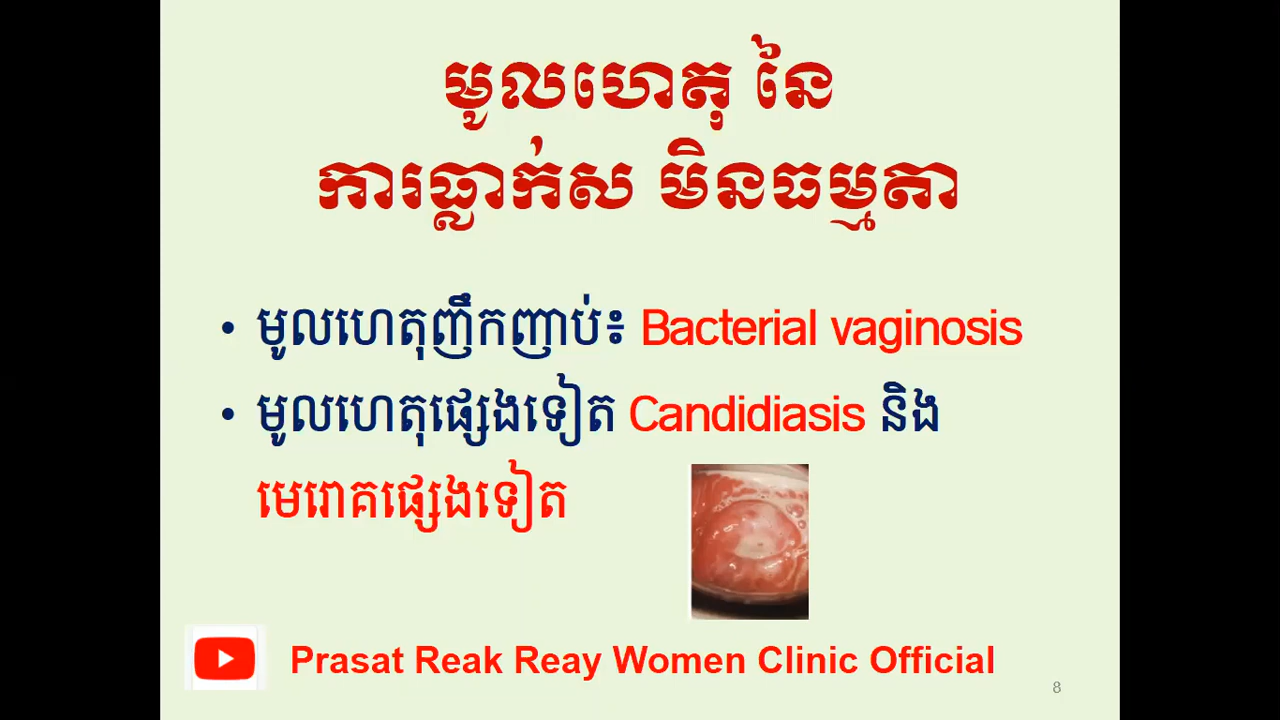 មូលហេតុ នៃ
ការធ្លាក់ស មិនធម្មតា
• មូលហេតុញឹកញាប់៖ Bacterial vaginosis
• មូលហេតុផ្សេងទៀត Candidiasis និង
មេរោគផ្សេងទៀត
Prasat Reak Reay Women Clinic Official
8